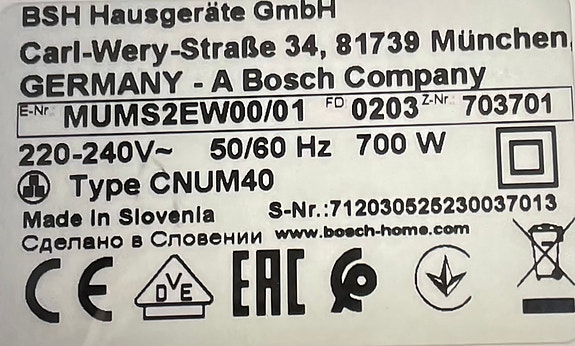 BSH Hausgeräte GmbH
Carl-Wery-Straße 34, 81739 München,
GERMANY - A Bosch Company
E-Nr. MUMS2EW00/01 FD 0203 Z-Nr. 703701
220-240V~ 50/60 Hz 700 W
Type CNUM40
Made in Slovenia S-Nr.:712030525230037013
Сделано в Словении www.bosch-home.com
CE DVE EAC